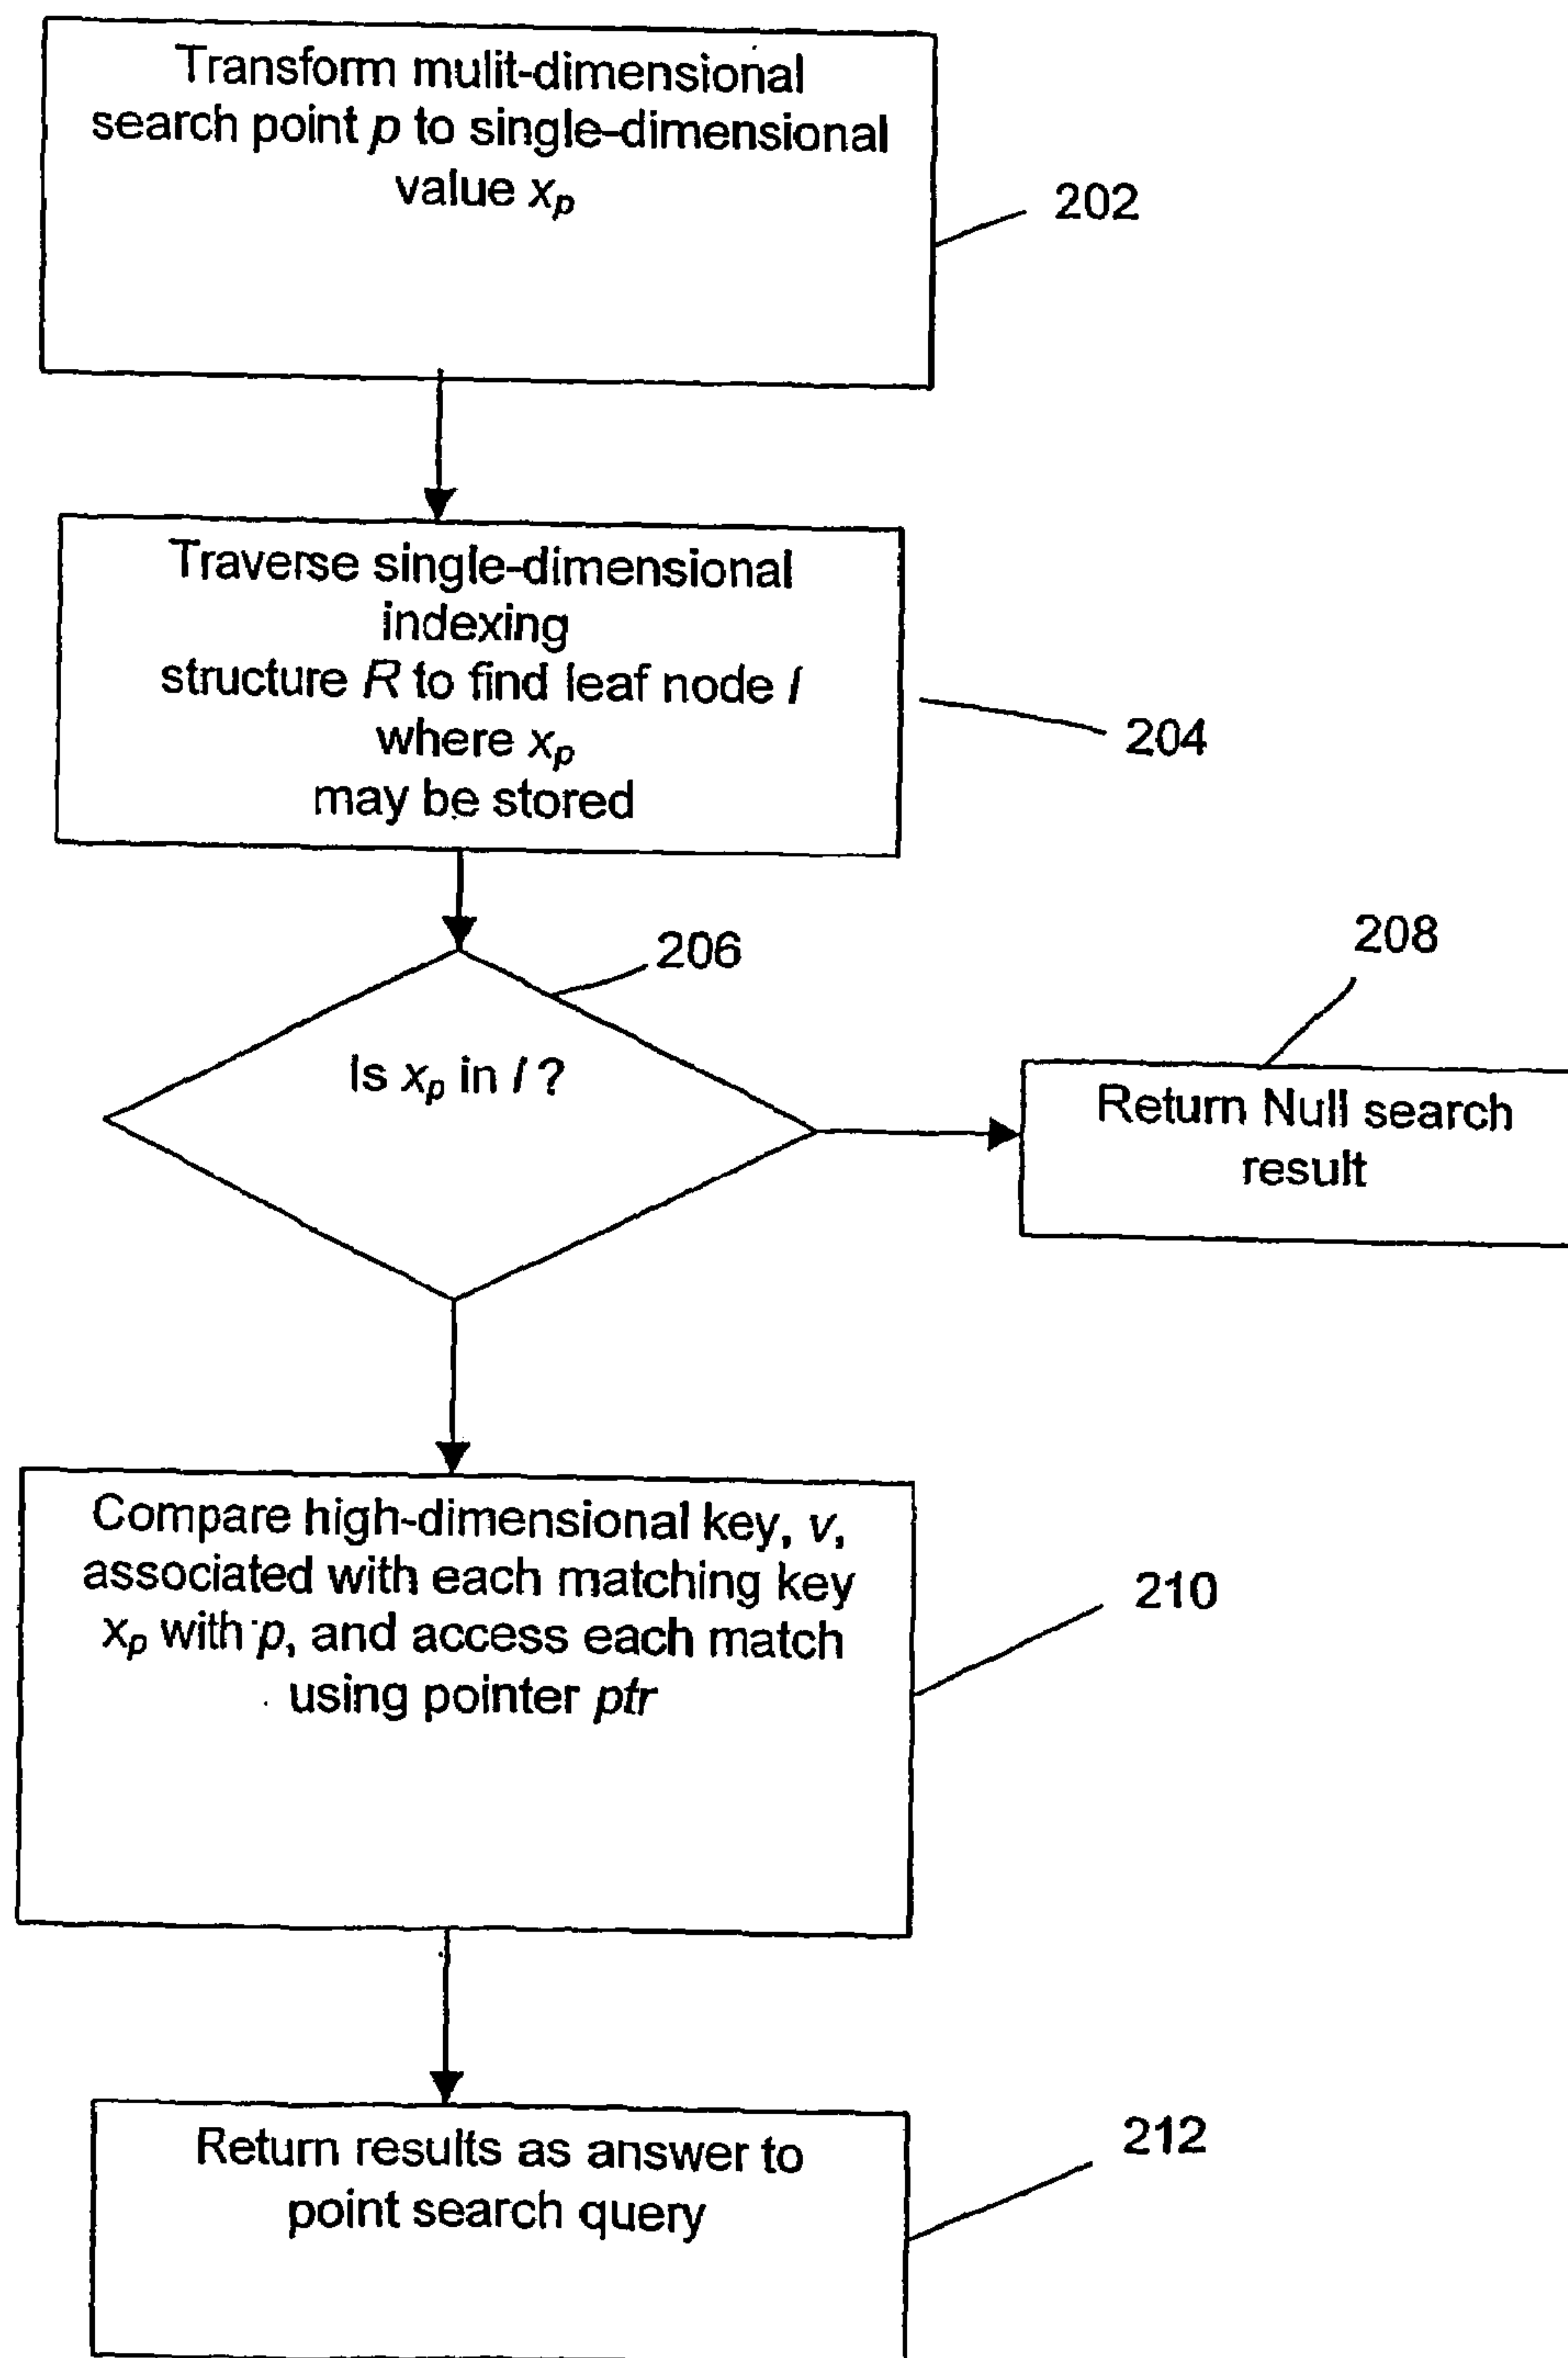 Transform mulit-dimensional
search point p to single-dimensional
value xp
202
Traverse single-dimensional
indexing
structure R to find leaf node l
where xp
may be stored
204
206
Is xp in l ?
208
Return Null search
result
Compare high-dimensional key, v,
associated with each matching key
xp with p, and access each match
using pointer ptr
210
Return results as answer to
point search query
212